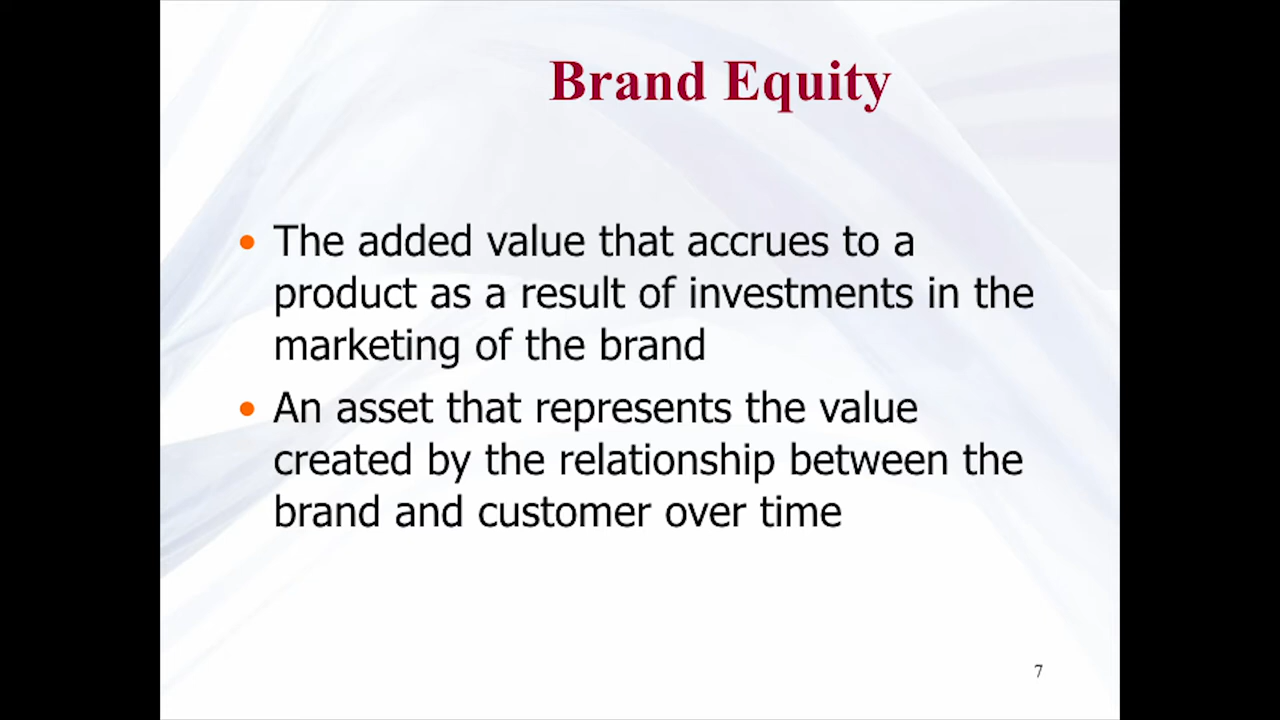 Brand Equity
• The added value that accrues to a
product as a result of investments in the
marketing of the brand
• An asset that represents the value
created by the relationship between the
brand and customer over time
7